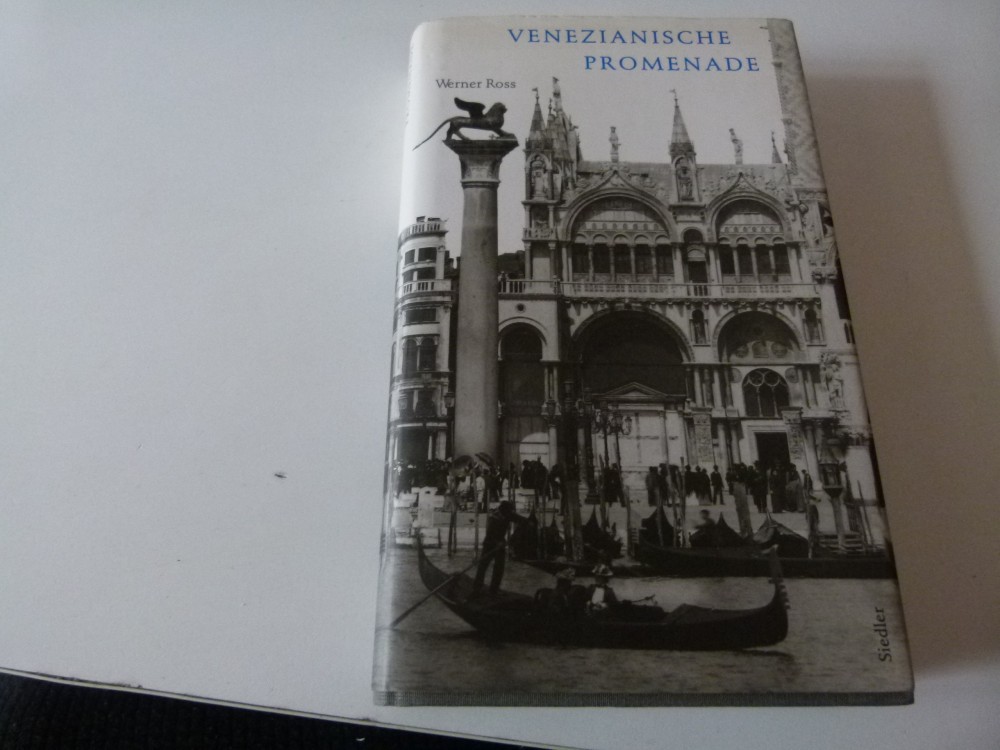 VENEZIANISCHE
PROMENADE
Werner Ross
Siedler